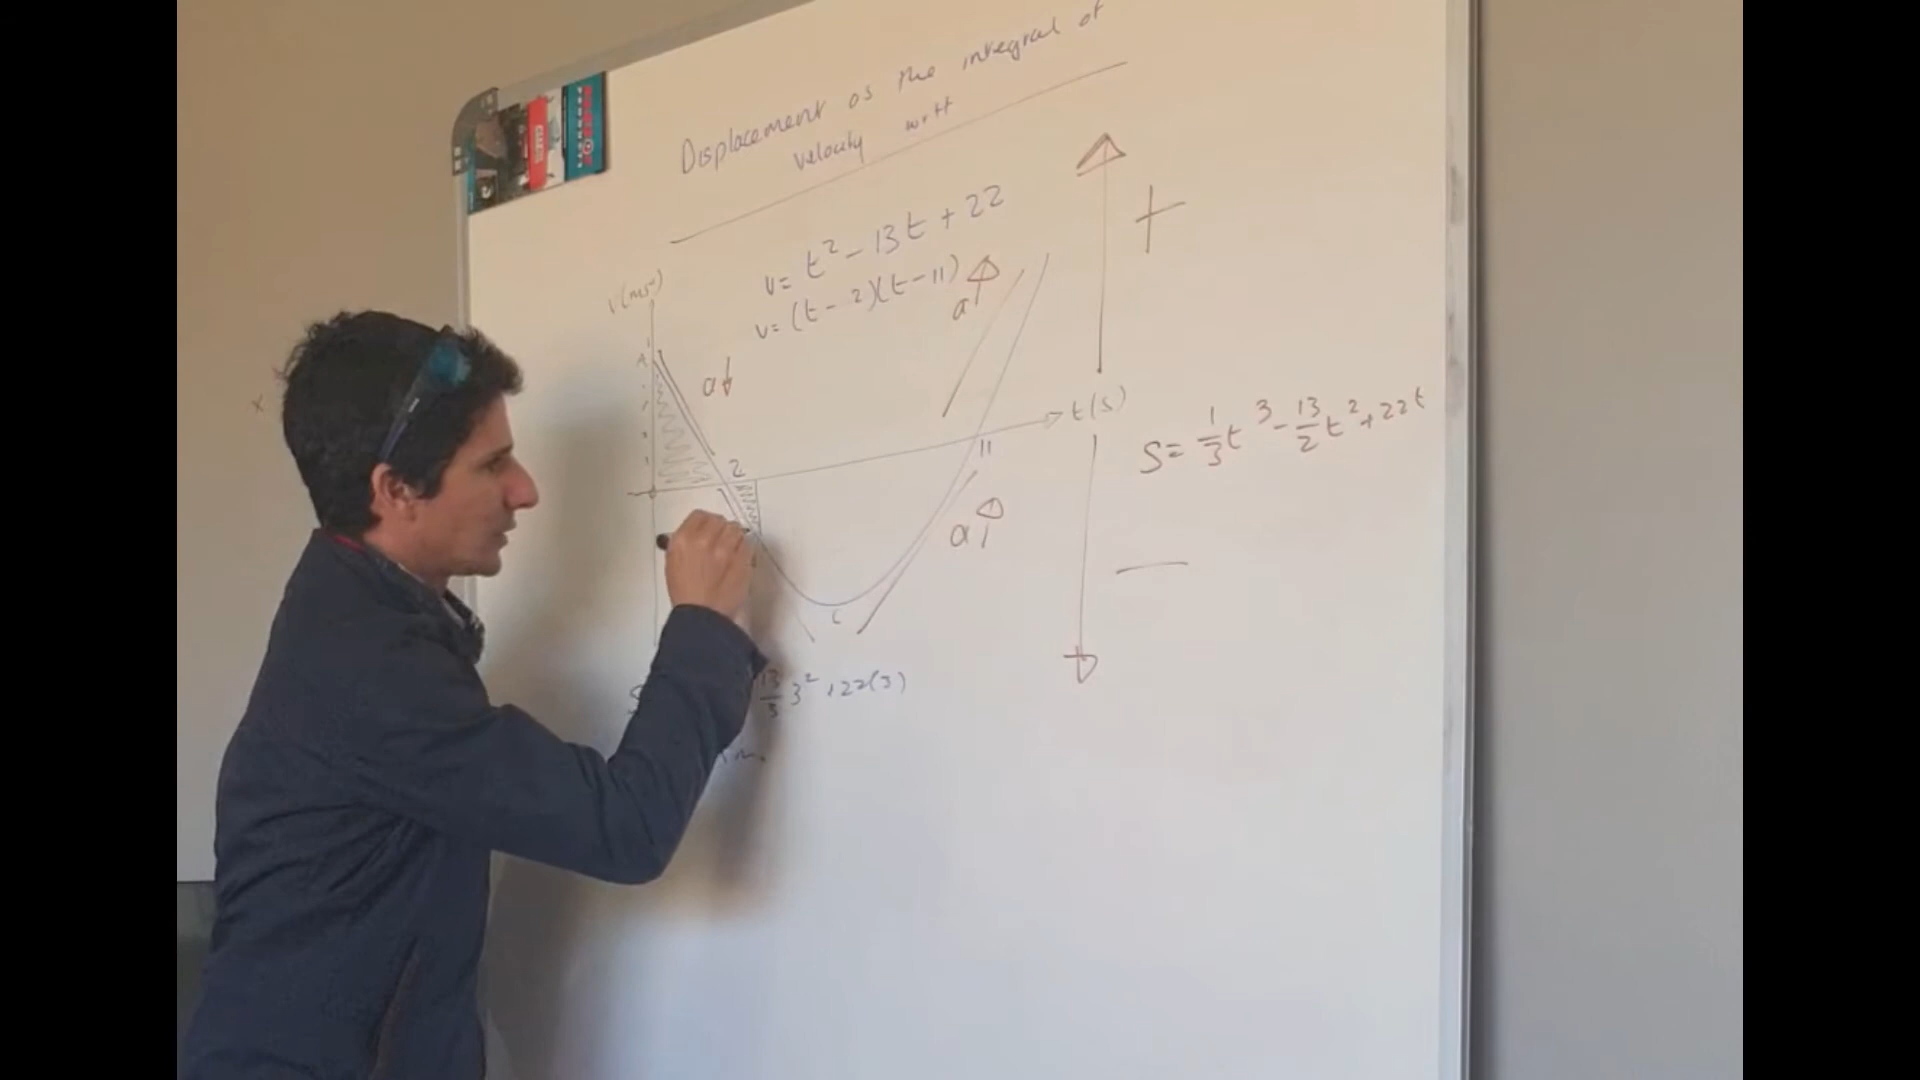 Displacement as the integral of
velocity wrt t
v = t² - 13t + 22
v = (t - 2)(t - 11)
v(ms⁻¹)
a↑
a↓
+
t(s)
2
11
S = 1/3 t³ - 13/2 t² + 22t
a↑
—
13/3 3² + 22(3)